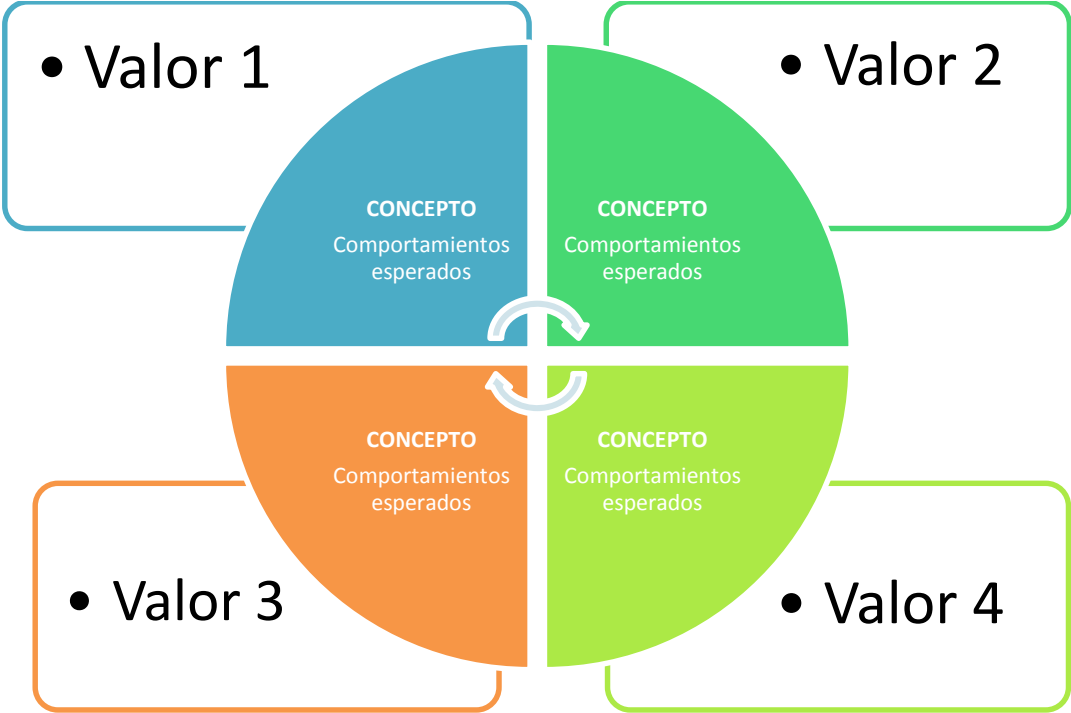 • Valor 1
• Valor 2
CONCEPTO
Comportamientos
esperados
CONCEPTO
Comportamientos
esperados
CONCEPTO
Comportamientos
esperados
CONCEPTO
Comportamientos
esperados
• Valor 3
• Valor 4